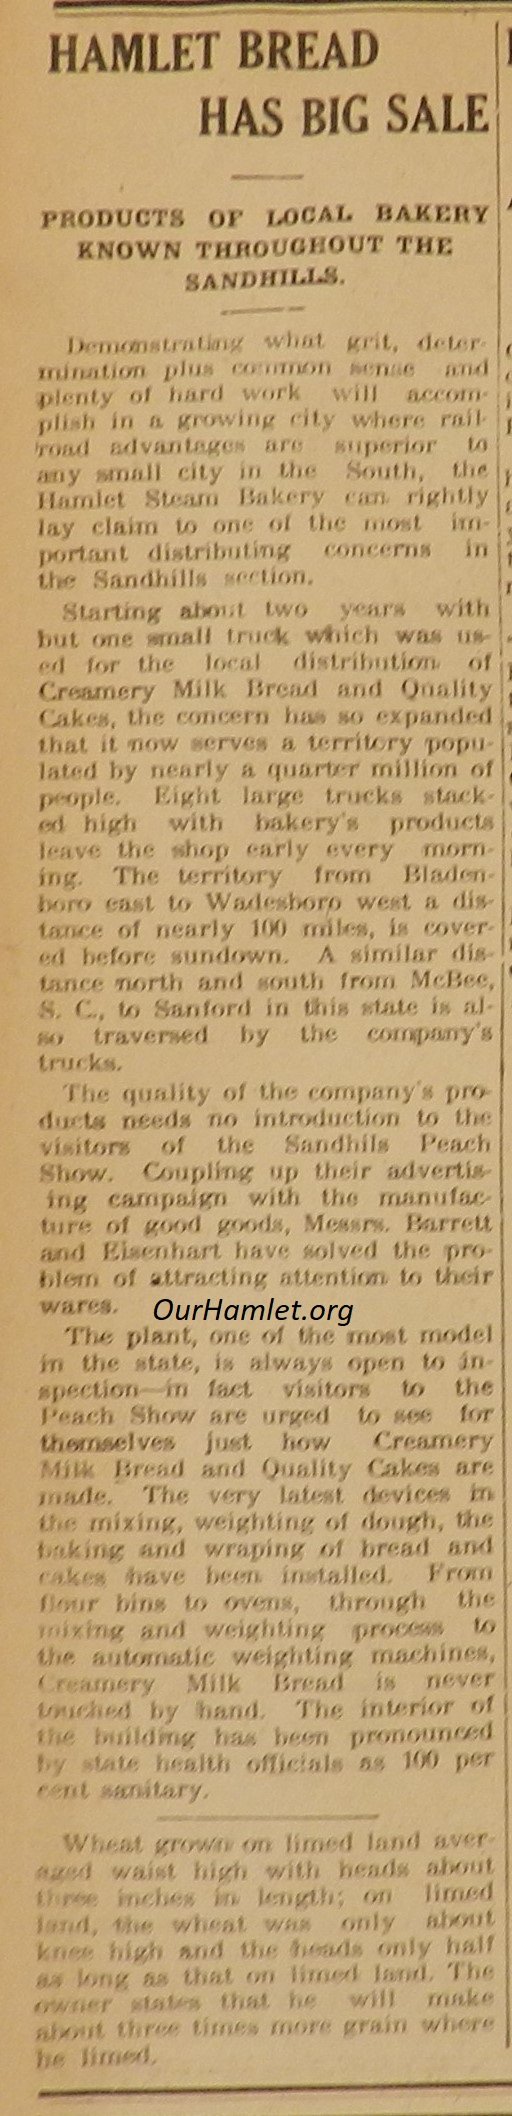 HAMLET BREAD
HAS BIG SALE
PRODUCTS OF LOCAL BAKERY
KNOWN THROUGHOUT THE
SANDHILLS.
Demonstrating what grit, deter-
mination plus common sense and
plenty of hard work will accom-
plish in a growing city where rail-
road advantages are superior to
any small city in the South, the
Hamlet Steam Bakery can rightly
lay claim to one of the most im-
portant distributing concerns in
the Sandhills section.
Starting about two years with
but one small truck which was us-
ed for the local distribution of
Creamery Milk Bread and Quality
Cakes, the concern has so expanded
that it now serves a territory popu-
lated by nearly a quarter million of
people. Eight large trucks stack-
ed high with bakery's products
leave the shop early every morn-
ing. The territory from Bladen-
boro east to Wadesboro west a dis-
tance of nearly 100 miles, is cover-
ed before sundown. A similar dis-
tance north and south from McBee,
S. C., to Sanford in this state is al-
so traversed by the company's
trucks.
The quality of the company's pro-
ducts needs no introduction to the
visitors of the Sandhils Peach
Show. Coupling up their advertis-
ing campaign with the manufac-
ture of good goods, Messrs. Barrett
and Eisenhart have solved the pro-
blem of attracting attention to their
wares.
OurHamlet.org
The plant, one of the most model
in the state, is always open to in-
spection—in fact visitors to the
Peach Show are urged to see for
themselves just how Creamery
Milk Bread and Quality Cakes are
made. The very latest devices in
the mixing, weighting of dough, the
baking and wraping of bread and
cakes have been installed. From
flour bins to ovens, through the
mixing and weighting process to
the automatic weighting machines,
Creamery Milk Bread is never
touched by hand. The interior of
the building has been pronounced
by state health officials as 100 per
cent sanitary.
Wheat grown on limed land aver-
aged waist high with heads about
three inches in length; on limed
land, the wheat was only about
knee high and the heads only half
as long as that on limed land. The
owner states that he will make
about three times more grain where
he limed.